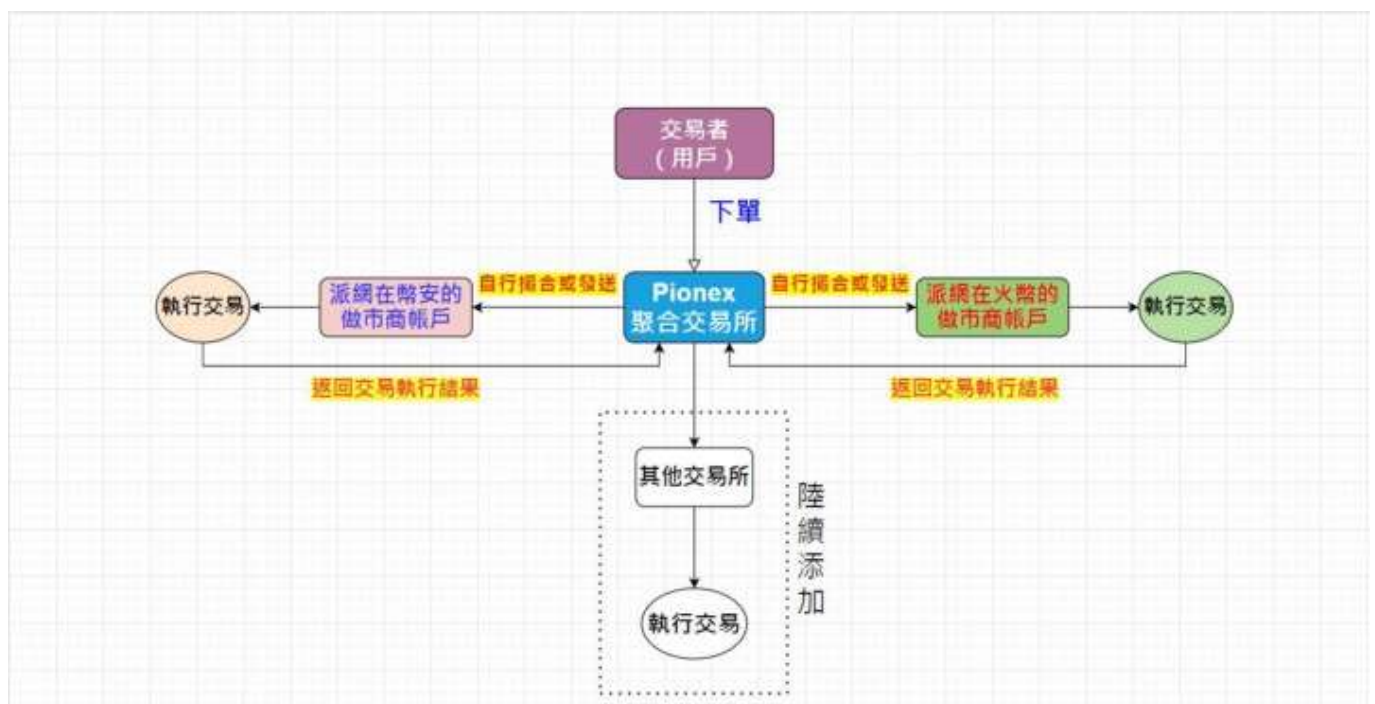 交易者
（用戶）
下單
執行交易
派網在幣安的
做市商帳戶
自行撮合或發送
Pionex
聚合交易所
自行撮合或發送
派網在火幣的
做市商帳戶
執行交易
返回交易執行結果
返回交易執行結果
其他交易所
陸續添加
執行交易